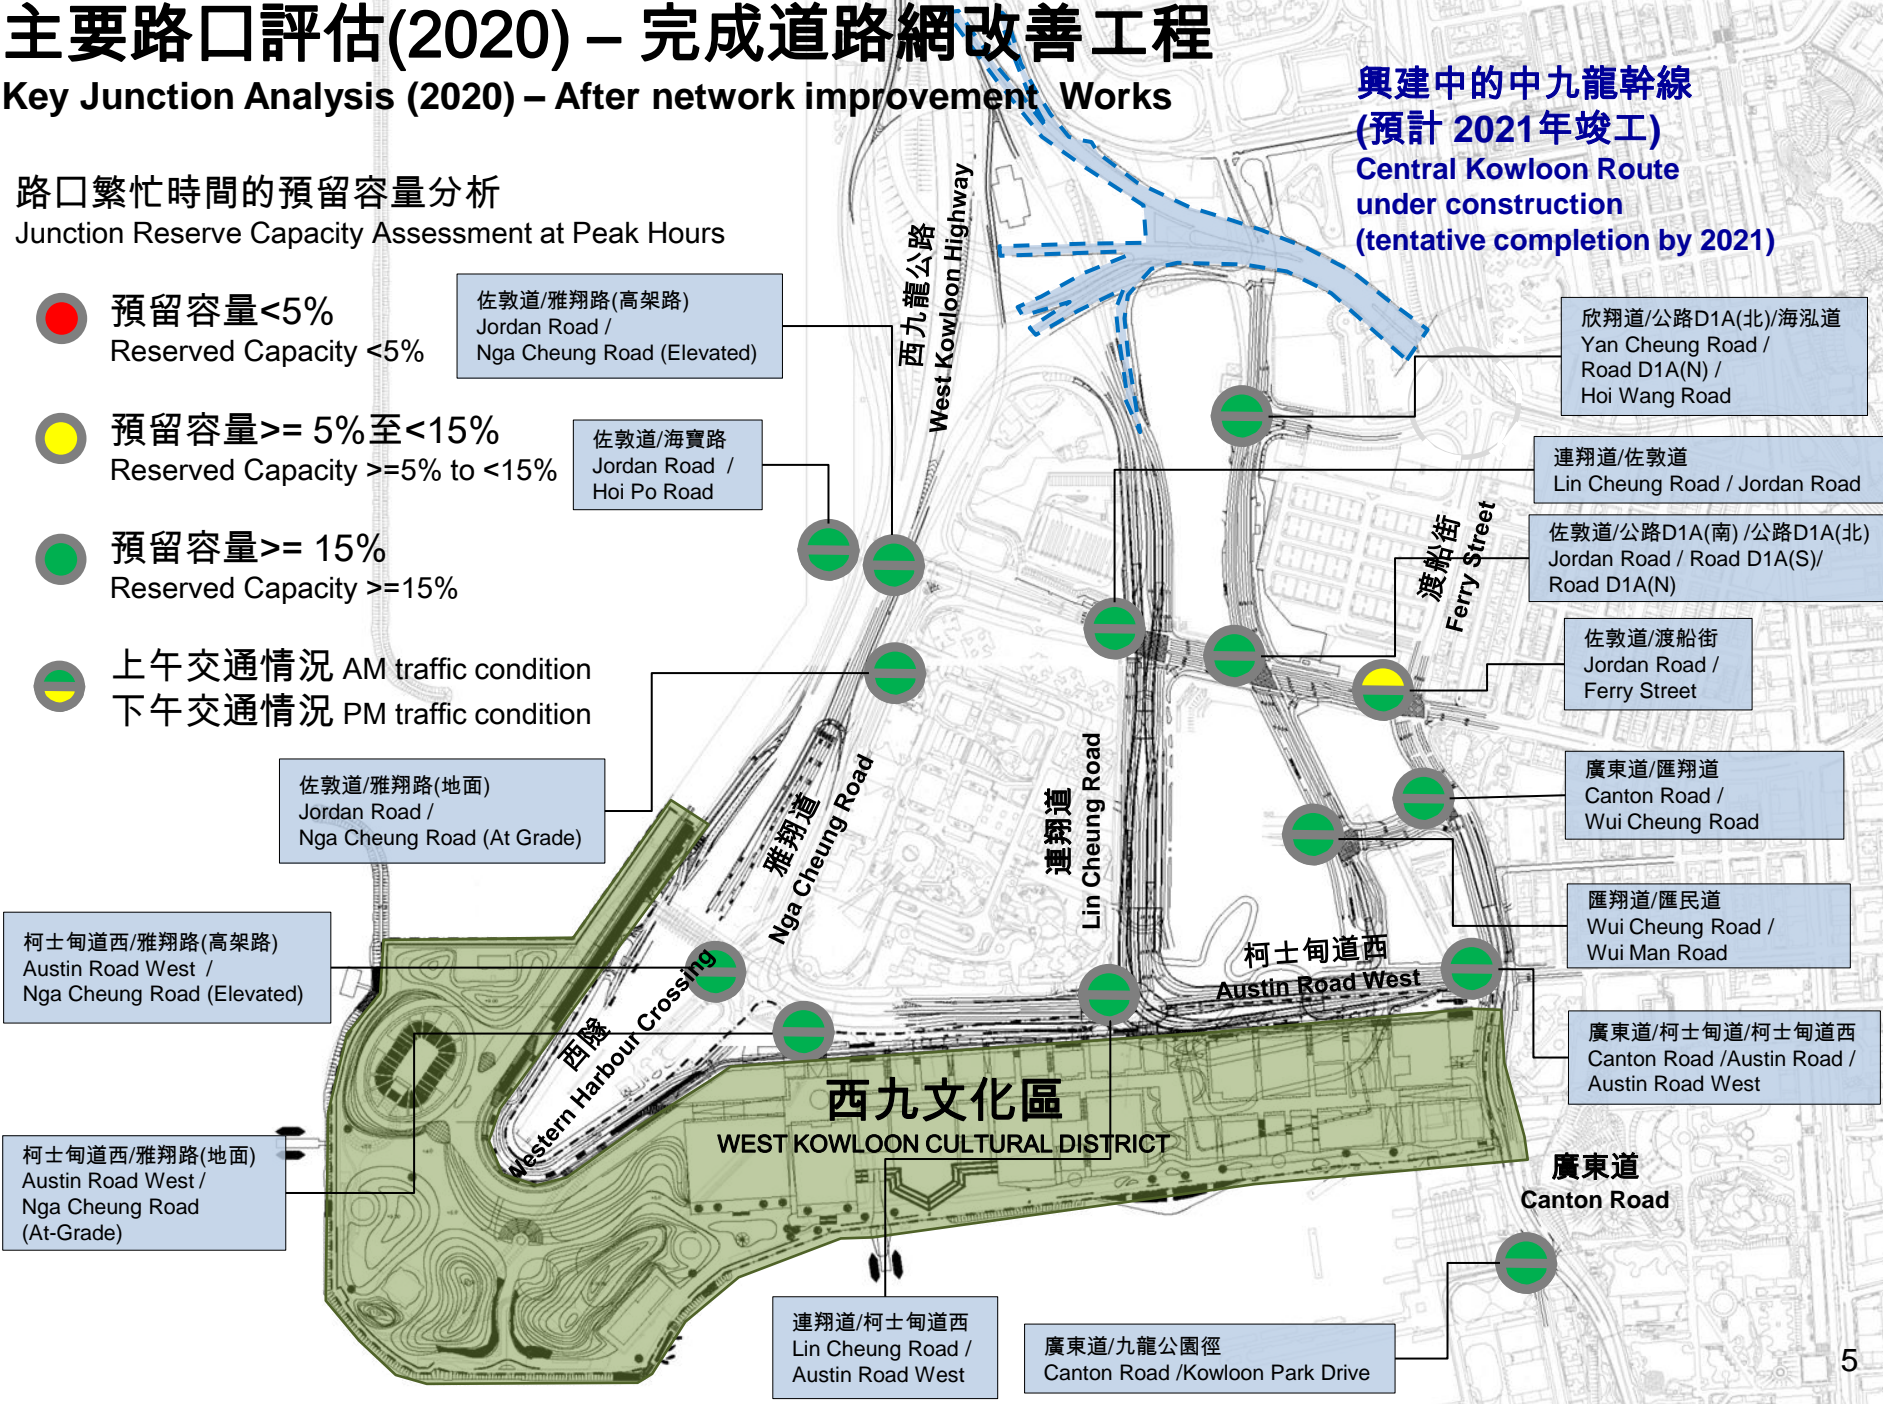 主要路口評估(2020) – 完成道路網改善工程
Key Junction Analysis (2020) – After network improvement Works
興建中的中九龍幹線
(預計 2021年竣工)
Central Kowloon Route
under construction
(tentative completion by 2021)
路口繁忙時間的預留容量分析
Junction Reserve Capacity Assessment at Peak Hours
預留容量<5%
Reserved Capacity <5%
預留容量>= 5%至<15%
Reserved Capacity >=5% to <15%
預留容量>= 15%
Reserved Capacity >=15%
上午交通情況 AM traffic condition
下午交通情況 PM traffic condition
佐敦道/雅翔路(高架路)
Jordan Road /
Nga Cheung Road (Elevated)
佐敦道/海寶路
Jordan Road /
Hoi Po Road
西九龍公路
West Kowloon Highway
欣翔道/公路D1A(北)/海泓道
Yan Cheung Road /
Road D1A(N) /
Hoi Wang Road
連翔道/佐敦道
Lin Cheung Road / Jordan Road
佐敦道/公路D1A(南) /公路D1A(北)
Jordan Road / Road D1A(S)/
Road D1A(N)
渡船街
Ferry Street
佐敦道/渡船街
Jordan Road /
Ferry Street
廣東道/匯翔道
Canton Road /
Wui Cheung Road
匯翔道/匯民道
Wui Cheung Road /
Wui Man Road
廣東道/柯士甸道/柯士甸道西
Canton Road /Austin Road /
Austin Road West
佐敦道/雅翔路(地面)
Jordan Road /
Nga Cheung Road (At Grade)
雅翔道
Nga Cheung Road
連翔道
Lin Cheung Road
柯士甸道西
Austin Road West
柯士甸道西/雅翔路(高架路)
Austin Road West /
Nga Cheung Road (Elevated)
西隧
Western Harbour Crossing
柯士甸道西/雅翔路(地面)
Austin Road West /
Nga Cheung Road
(At-Grade)
西九文化區
WEST KOWLOON CULTURAL DISTRICT
廣東道
Canton Road
連翔道/柯士甸道西
Lin Cheung Road /
Austin Road West
廣東道/九龍公園徑
Canton Road /Kowloon Park Drive
5